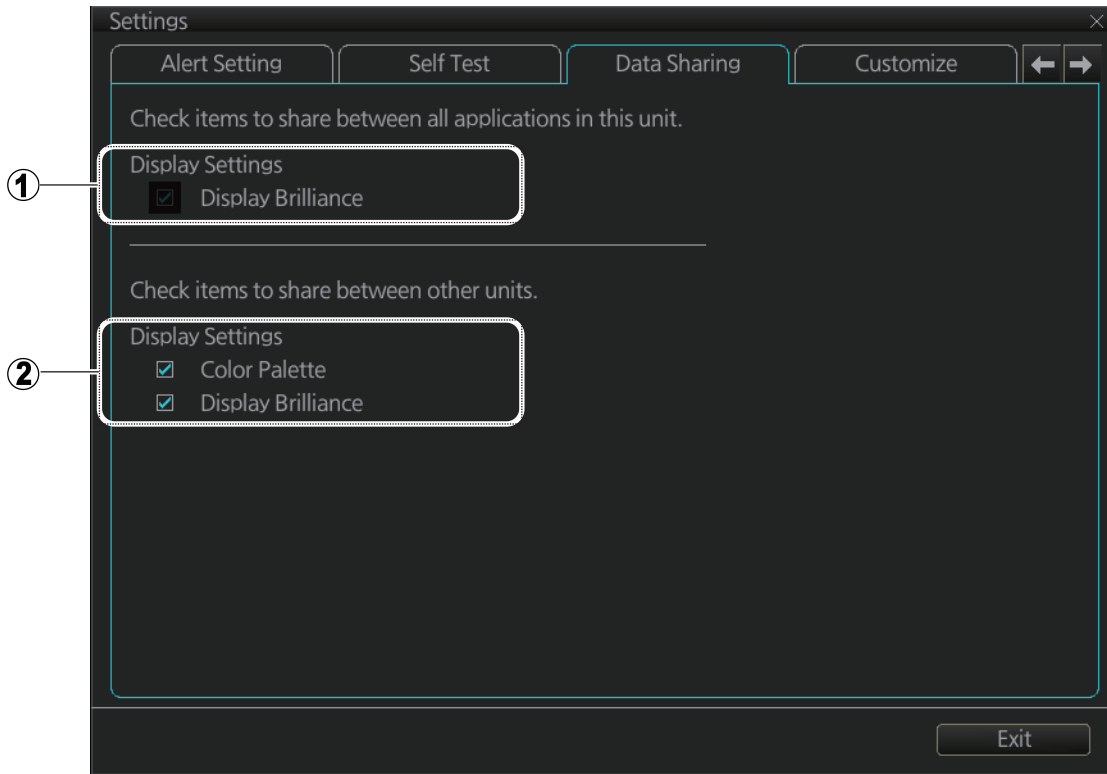 Settings
Alert Setting Self Test Data Sharing Customize
Check items to share between all applications in this unit.
Display Settings
1
Display Brilliance
Check items to share between other units.
Display Settings
2
Color Palette
Display Brilliance
Exit